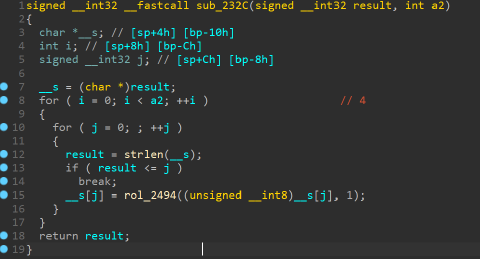 1 signed __int32 __fastcall sub_232C(signed __int32 result, int a2)
2 {
3 char *__s; // [sp+4h] [bp-10h]
4 int i; // [sp+8h] [bp-Ch]
5 signed __int32 j; // [sp+Ch] [bp-8h]
6
7 __s = (char *)result;
8 for ( i = 0; i < a2; ++i ) // 4
9 {
10 for ( j = 0; ; ++j )
11 {
12 result = strlen(__s);
13 if ( result <= j )
14 break;
15 __s[j] = rol_2494((unsigned __int8)__s[j], 1);
16 }
17 }
18 return result;
19 }